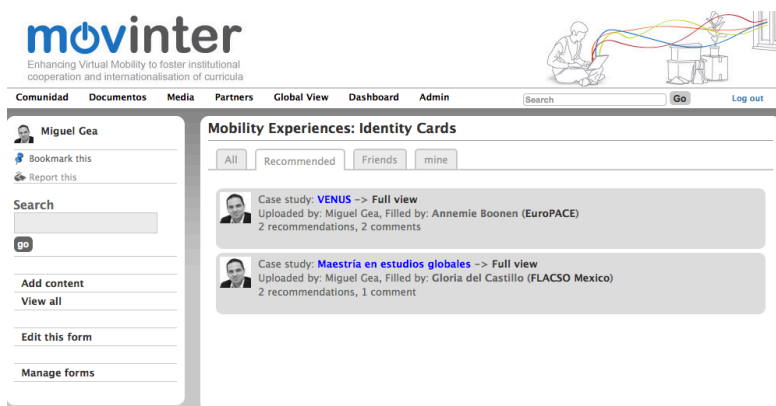 movinter
Enhancing Virtual Mobility to foster institutional
cooperation and internationalisation of curricula
Comunidad Documentos Media Partners Global View Dashboard Admin Search Go Log out
Miguel Gea
Bookmark this
Report this
Search
go
Add content
View all
Edit this form
Manage forms
Mobility Experiences: Identity Cards
All Recommended Friends mine
Case study: VENUS -> Full view
Uploaded by: Miguel Gea, Filled by: Annemie Boonen (EuroPACE)
2 recommendations, 2 comments
Case study: Maestría en estudios globales -> Full view
Uploaded by: Miguel Gea, Filled by: Gloria del Castillo (FLACSO Mexico)
2 recommendations, 1 comment